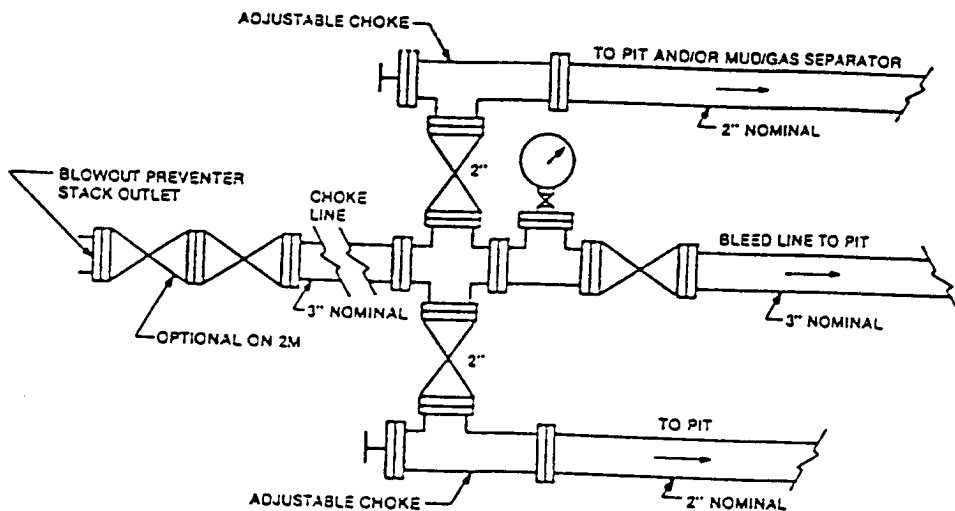 ADJUSTABLE CHOKE
TO PIT AND/OR MUD/GAS SEPARATOR
2" NOMINAL
2"
BLOWOUT PREVENTER
STACK OUTLET
CHOKE
LINE
BLEED LINE TO PIT
3" NOMINAL
3" NOMINAL
OPTIONAL ON 2M
2"
TO PIT
ADJUSTABLE CHOKE
2" NOMINAL